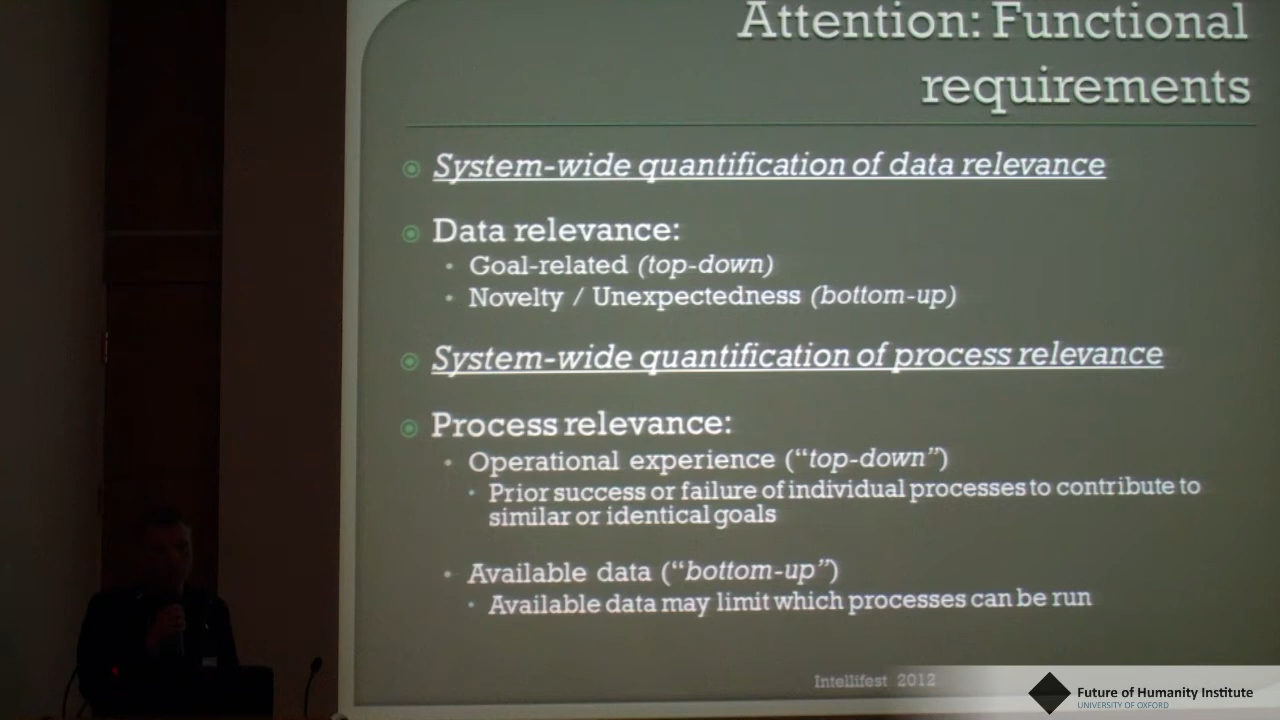 Attention: Functional
requirements
System-wide quantification of data relevance
Data relevance:
Goal-related (top-down)
Novelty / Unexpectedness (bottom-up)
System-wide quantification of process relevance
Process relevance:
Operational experience (“top-down”)
Prior success or failure of individual processes to contribute to
similar or identical goals
Available data (“bottom-up”)
Available data may limit which processes can be run
Intellifest 2012
Future of Humanity Institute
UNIVERSITY OF OXFORD